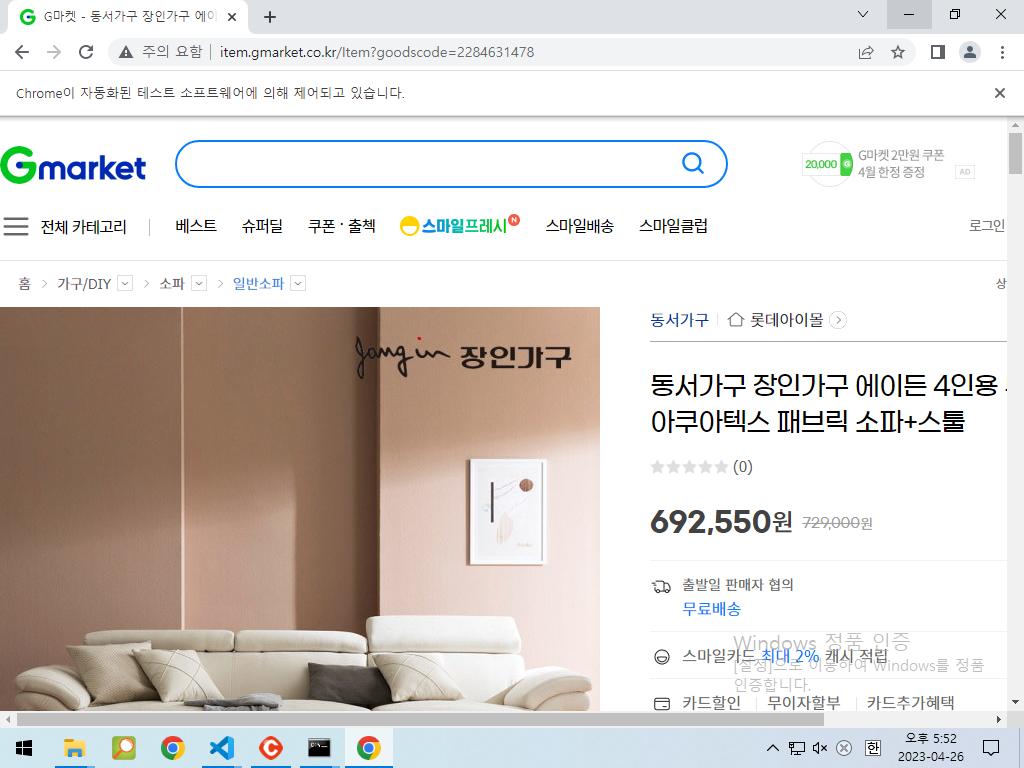 G마켓 - 동서가구 장인가구 에이
주의 요함
item.gmarket.co.kr/Item?goodscode=2284631478
Chrome이 자동화된 테스트 소프트웨어에 의해 제어되고 있습니다.
Gmarket
20,000
G마켓 2만원 쿠폰
4월 한정 증정
AD
전체 카테고리
베스트
슈퍼딜
쿠폰·출첵
스마일프레시
N
스마일배송
스마일클럽
로그인
홈
가구/DIY
소파
일반소파
상
Jang in 장인가구
동서가구
롯데아이몰
동서가구 장인가구 에이든 4인용
아쿠아텍스 패브릭 소파+스툴
(0)
692,550원 729,000원
출발일 판매자 협의
무료배송
스마일카드 최대 2% 캐시 적립
카드할인
무이자할부
카드추가혜택
Windows 정품 인증
[설정]으로 이동하여 Windows를 정품
인증합니다.
한
오후 5:52
2023-04-26